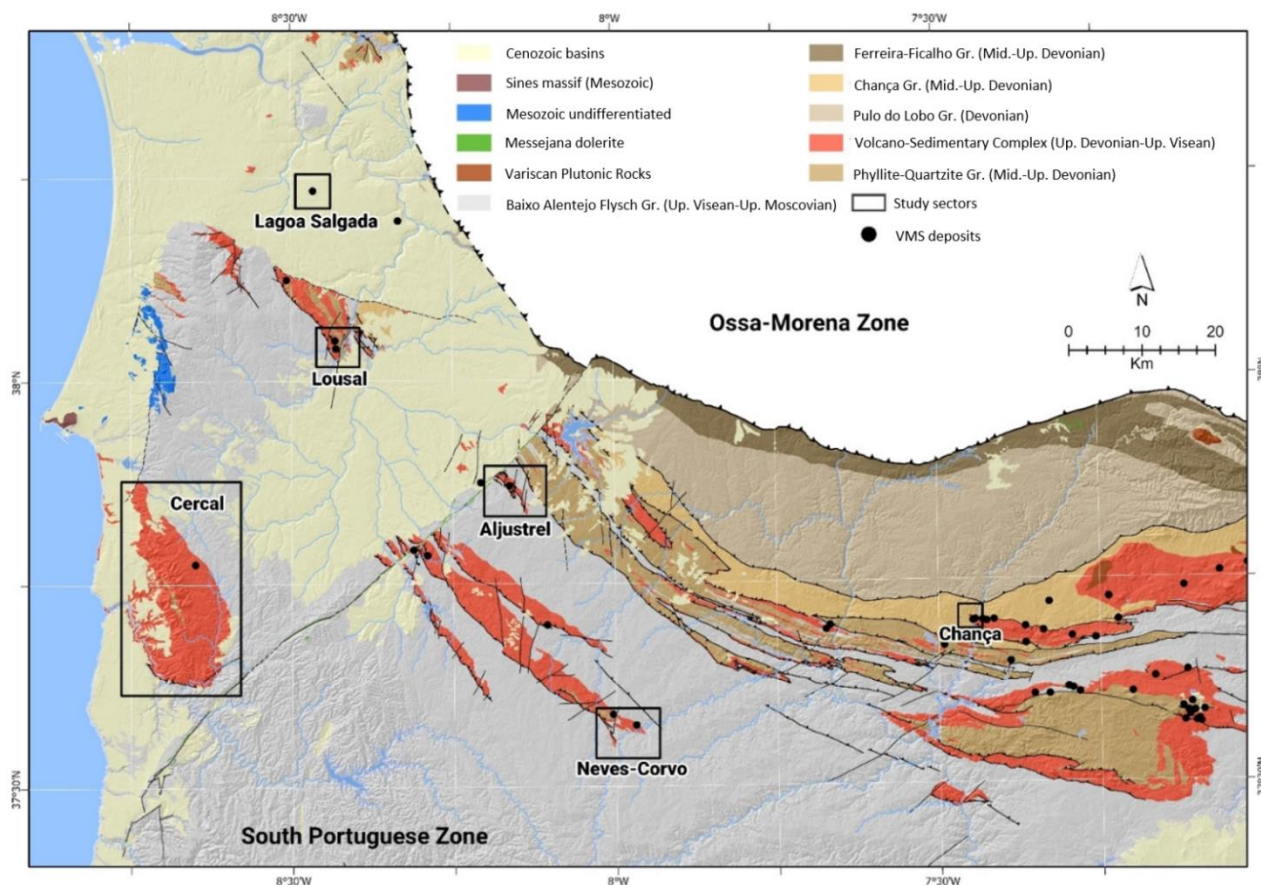 8°30'W
8°W
7°30'W
Cenozoic basins
Sines massif (Mesozoic)
Messozoic undifferentiated
Messejana dolerite
Variscan Plutonic Rocks
Baixo Alentejo Flysch Gr. (Up. Visean-Up. Moscovian)
Ferreira-Ficalho Gr. (Mid.-Up. Devonian)
Chança Gr. (Mid.-Up. Devonian)
Pulo do Lobo Gr. (Devonian)
Volcano-Sedimentary Complex (Up. Devonian-Up. Visean)
Phyllite-Quartzite Gr. (Mid.-Up. Devonian)
Study sectors
VMS deposits
N
0 10 20
Km
Lagoa Salgada
Ossa-Morena Zone
Lousal
38°N
Cercal
Aljustrel
Chança
Neves-Corvo
37°30'N
South Portuguese Zone
8°30'W
8°W
7°30'W